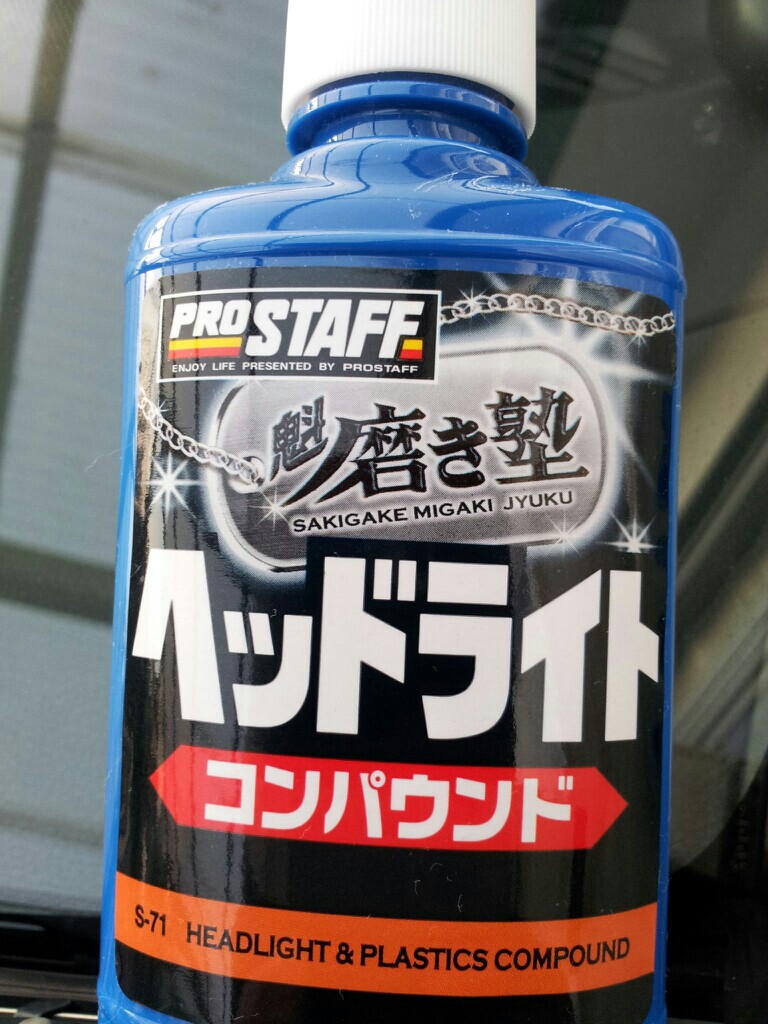 PROSTAFF
ENJOY LIFE PRESENTED BY PROSTAFF
魁 磨き塾
SAKIGAKE MIGAKI JYUKU
ヘッドライト
コンパウンド
S-71 HEADLIGHT & PLASTICS COMPOUND